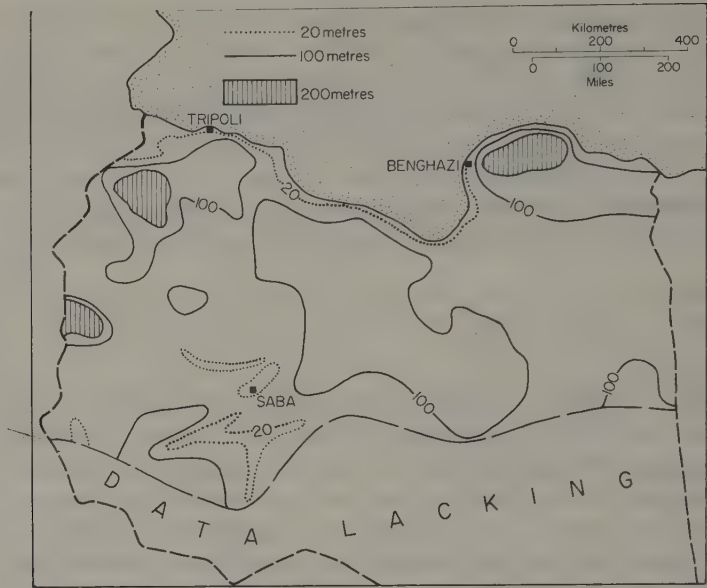 20 metres
100 metres
200 metres
Kilometres
0 200 400
0 100 200
Miles
TRIPOLI
BENGHAZI
20
100
100
100
100
SABA
20
DATA LACKING